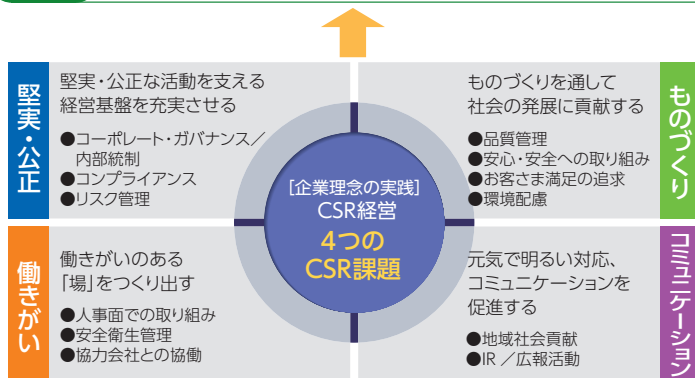 堅実・公正
堅実・公正な活動を支える
経営基盤を充実させる
●コーポレート・ガバナンス／
内部統制
●コンプライアンス
●リスク管理
ものづくり
ものづくりを通して
社会の発展に貢献する
●品質管理
●安心・安全への取り組み
●お客さま満足の追求
●環境配慮
[企業理念の実践]
CSR経営
4つの
CSR課題
働きがい
働きがいのある
「場」をつくり出す
●人事面での取り組み
●安全衛生管理
●協力会社との協働
コミュニケーション
元気で明るい対応、
コミュニケーションを
促進する
●地域社会貢献
●IR／広報活動